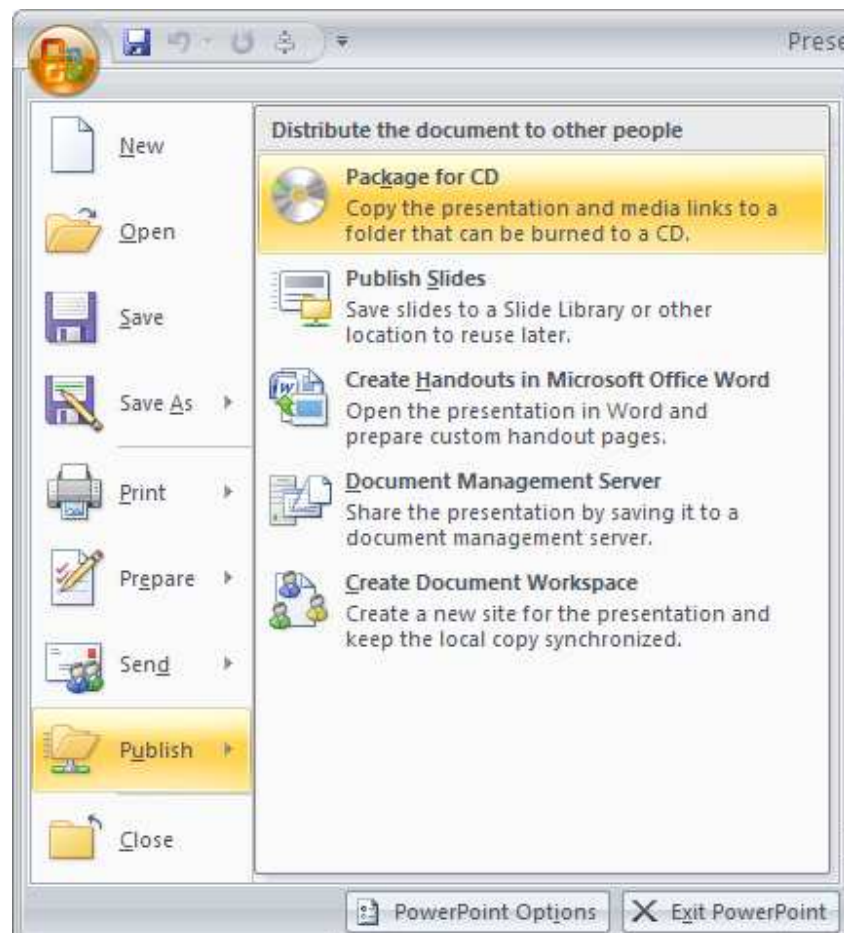 Prese
New
Open
Save
Save As
Print
Prepare
Send
Publish
Close
Distribute the document to other people
Package for CD
Copy the presentation and media links to a
folder that can be burned to a CD.
Publish Slides
Save slides to a Slide Library or other
location to reuse later.
Create Handouts in Microsoft Office Word
Open the presentation in Word and
prepare custom handout pages.
Document Management Server
Share the presentation by saving it to a
document management server.
Create Document Workspace
Create a new site for the presentation and
keep the local copy synchronized.
PowerPoint Options
Exit PowerPoint